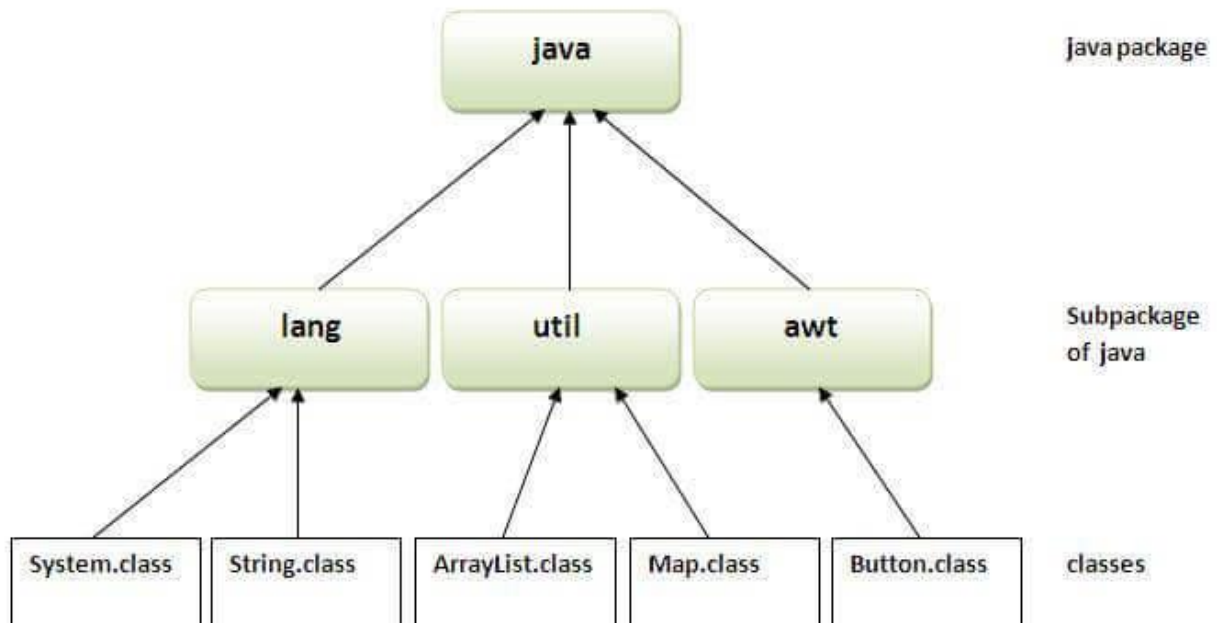 java
java package
lang
util
awt
Subpackage
of java
System.class
String.class
ArrayList.class
Map.class
Button.class
classes